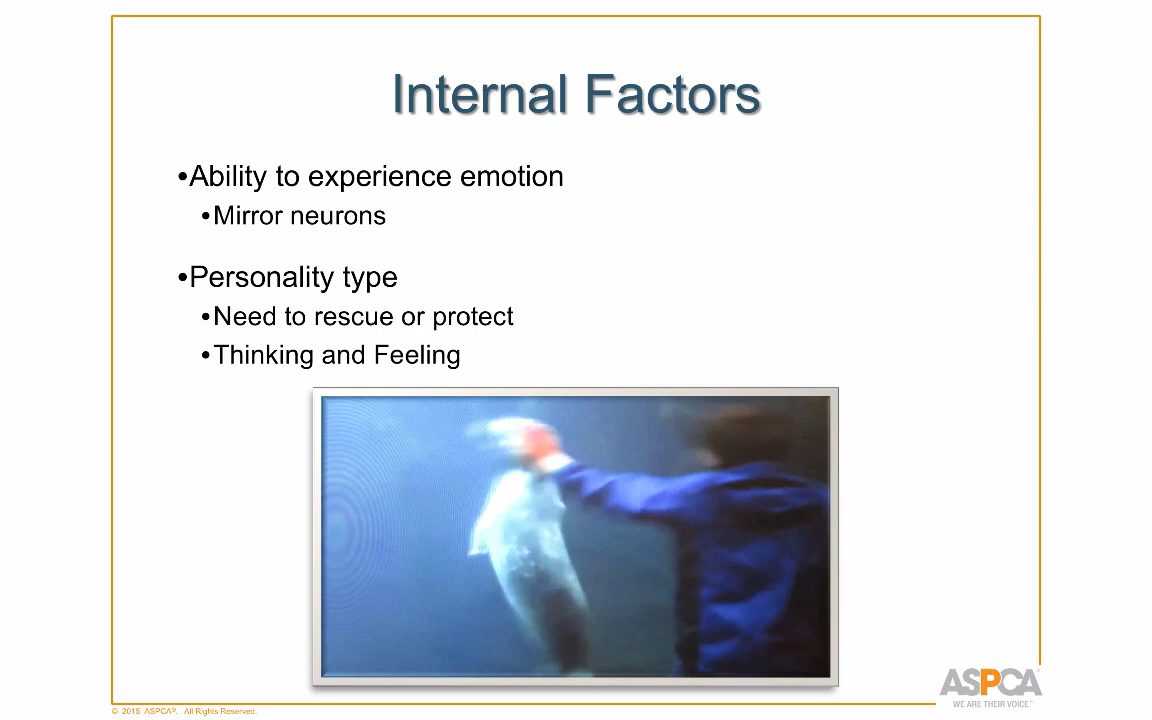 Internal Factors
•Ability to experience emotion
•Mirror neurons
•Personality type
•Need to rescue or protect
•Thinking and Feeling
ASPCA®
WE ARE THEIR VOICE.®
© 2015 ASPCA®. All Rights Reserved.